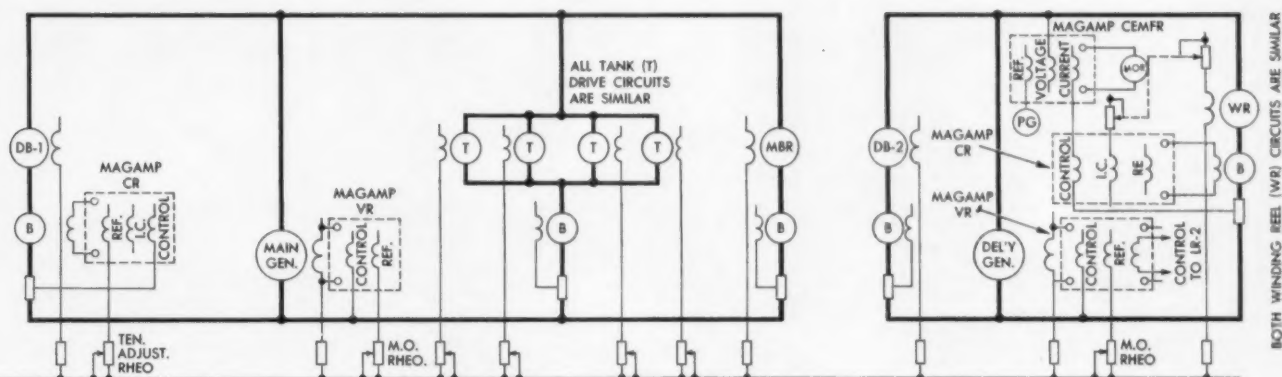 ALL TANK (T)
DRIVE CIRCUITS
ARE SIMILAR
DB-1
B
MAGAMP
CR
REF.
I.C.
CONTROL
TEN.
ADJUST.
RHEO
MAIN
GEN.
MAGAMP
VR
CONTROL
REF.
M.O.
RHEO.
T
T
T
T
B
MBR
B
MAGAMP CEMFR
REF.
VOLTAGE
CURRENT
MOR
PG
WR
B
DB-2
B
MAGAMP
CR
CONTROL
I.C.
RE
MAGAMP
VR
DEL'Y
GEN.
CONTROL
REF.
CONTROL
TO LR-2
M.O.
RHEO
BOTH WINDING REEL (WR) CIRCUITS ARE SIMILAR